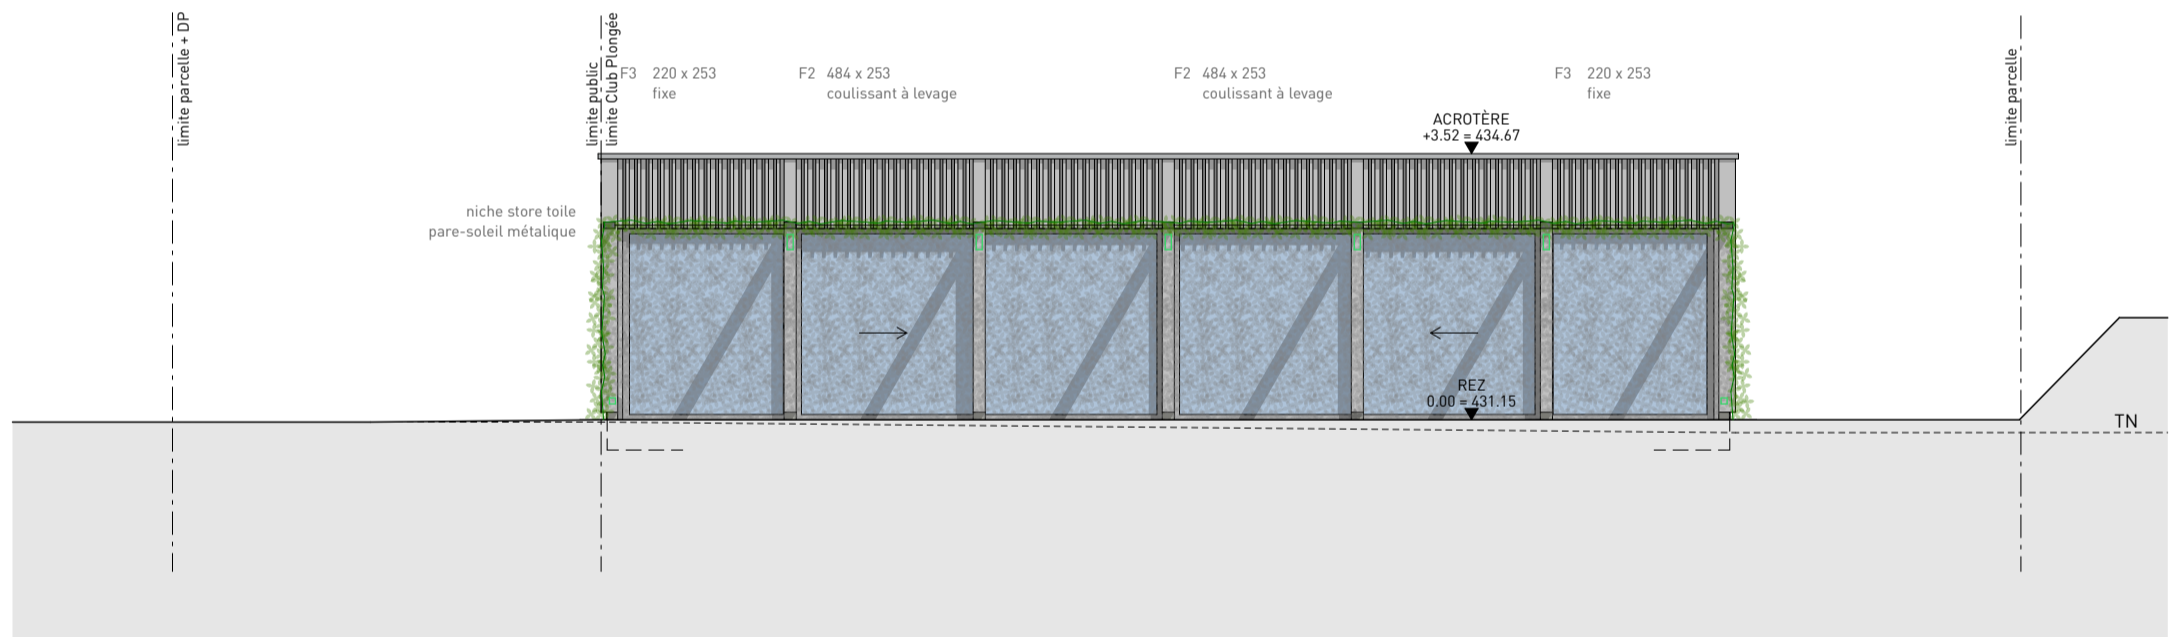 limite parcelle + DP
limite public
limite Club Plongée
F3 220 x 253
fixe
F2 484 x 253
coulissant à levage
F2 484 x 253
coulissant à levage
F3 220 x 253
fixe
limite parcelle
ACROTÈRE
+3.52 = 434.67
niche store toile
pare-soleil métalique
REZ
0.00 = 431.15
TN